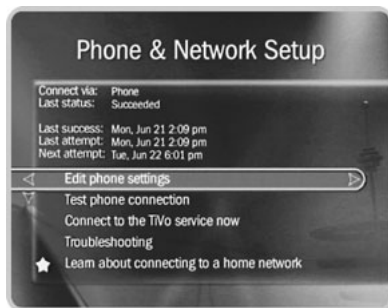 Phone & Network Setup
Connect via: Phone
Last status: Succeeded
Last success: Mon, Jun 21 2:09 pm
Last attempt: Mon, Jun 21 2:09 pm
Next attempt: Tue, Jun 22 6:01 pm
Edit phone settings
Test phone connection
Connect to the TiVo service now
Troubleshooting
Learn about connecting to a home network